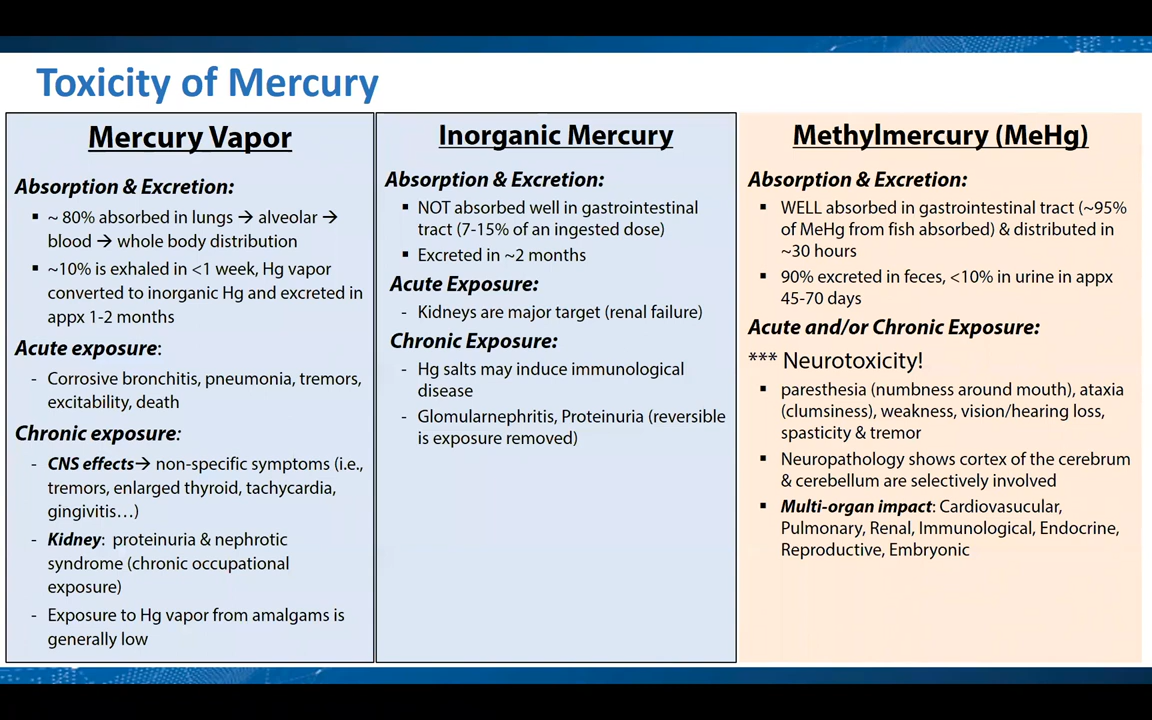 Toxicity of Mercury
Mercury Vapor
Absorption & Excretion:
▪ ~ 80% absorbed in lungs → alveolar →
blood → whole body distribution
▪ ~10% is exhaled in <1 week, Hg vapor
converted to inorganic Hg and excreted in
appx 1-2 months
Acute exposure:
- Corrosive bronchitis, pneumonia, tremors,
excitability, death
Chronic exposure:
- CNS effects→ non-specific symptoms (i.e.,
tremors, enlarged thyroid, tachycardia,
gingivitis…)
- Kidney: proteinuria & nephrotic
syndrome (chronic occupational
exposure)
- Exposure to Hg vapor from amalgams is
generally low
Inorganic Mercury
Absorption & Excretion:
▪ NOT absorbed well in gastrointestinal
tract (7-15% of an ingested dose)
▪ Excreted in ~2 months
Acute Exposure:
- Kidneys are major target (renal failure)
Chronic Exposure:
- Hg salts may induce immunological
disease
- Glomularnephritis, Proteinuria (reversible
is exposure removed)
Methylmercury (MeHg)
Absorption & Excretion:
▪ WELL absorbed in gastrointestinal tract (~95%
of MeHg from fish absorbed) & distributed in
~30 hours
▪ 90% excreted in feces, <10% in urine in appx
45-70 days
Acute and/or Chronic Exposure:
*** Neurotoxicity!
▪ paresthesia (numbness around mouth), ataxia
(clumsiness), weakness, vision/hearing loss,
spasticity & tremor
▪ Neuropathology shows cortex of the cerebrum
& cerebellum are selectively involved
▪ Multi-organ impact: Cardiovasucular,
Pulmonary, Renal, Immunological, Endocrine,
Reproductive, Embryonic